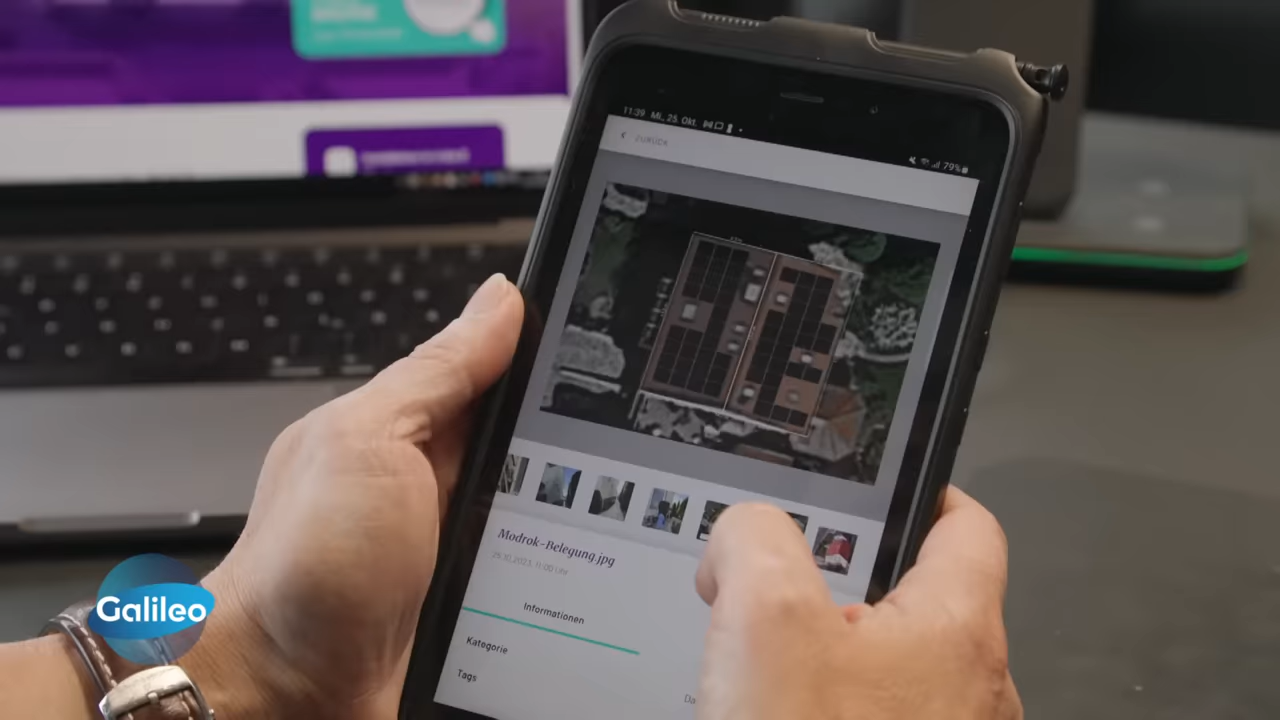 11:39 Mi., 25. Okt.
79%
ZURÜCK
Modrok-Belegung.jpg
25.10.2023, 11:00 Uhr
Informationen
Kategorie
Tags
Da
Galileo